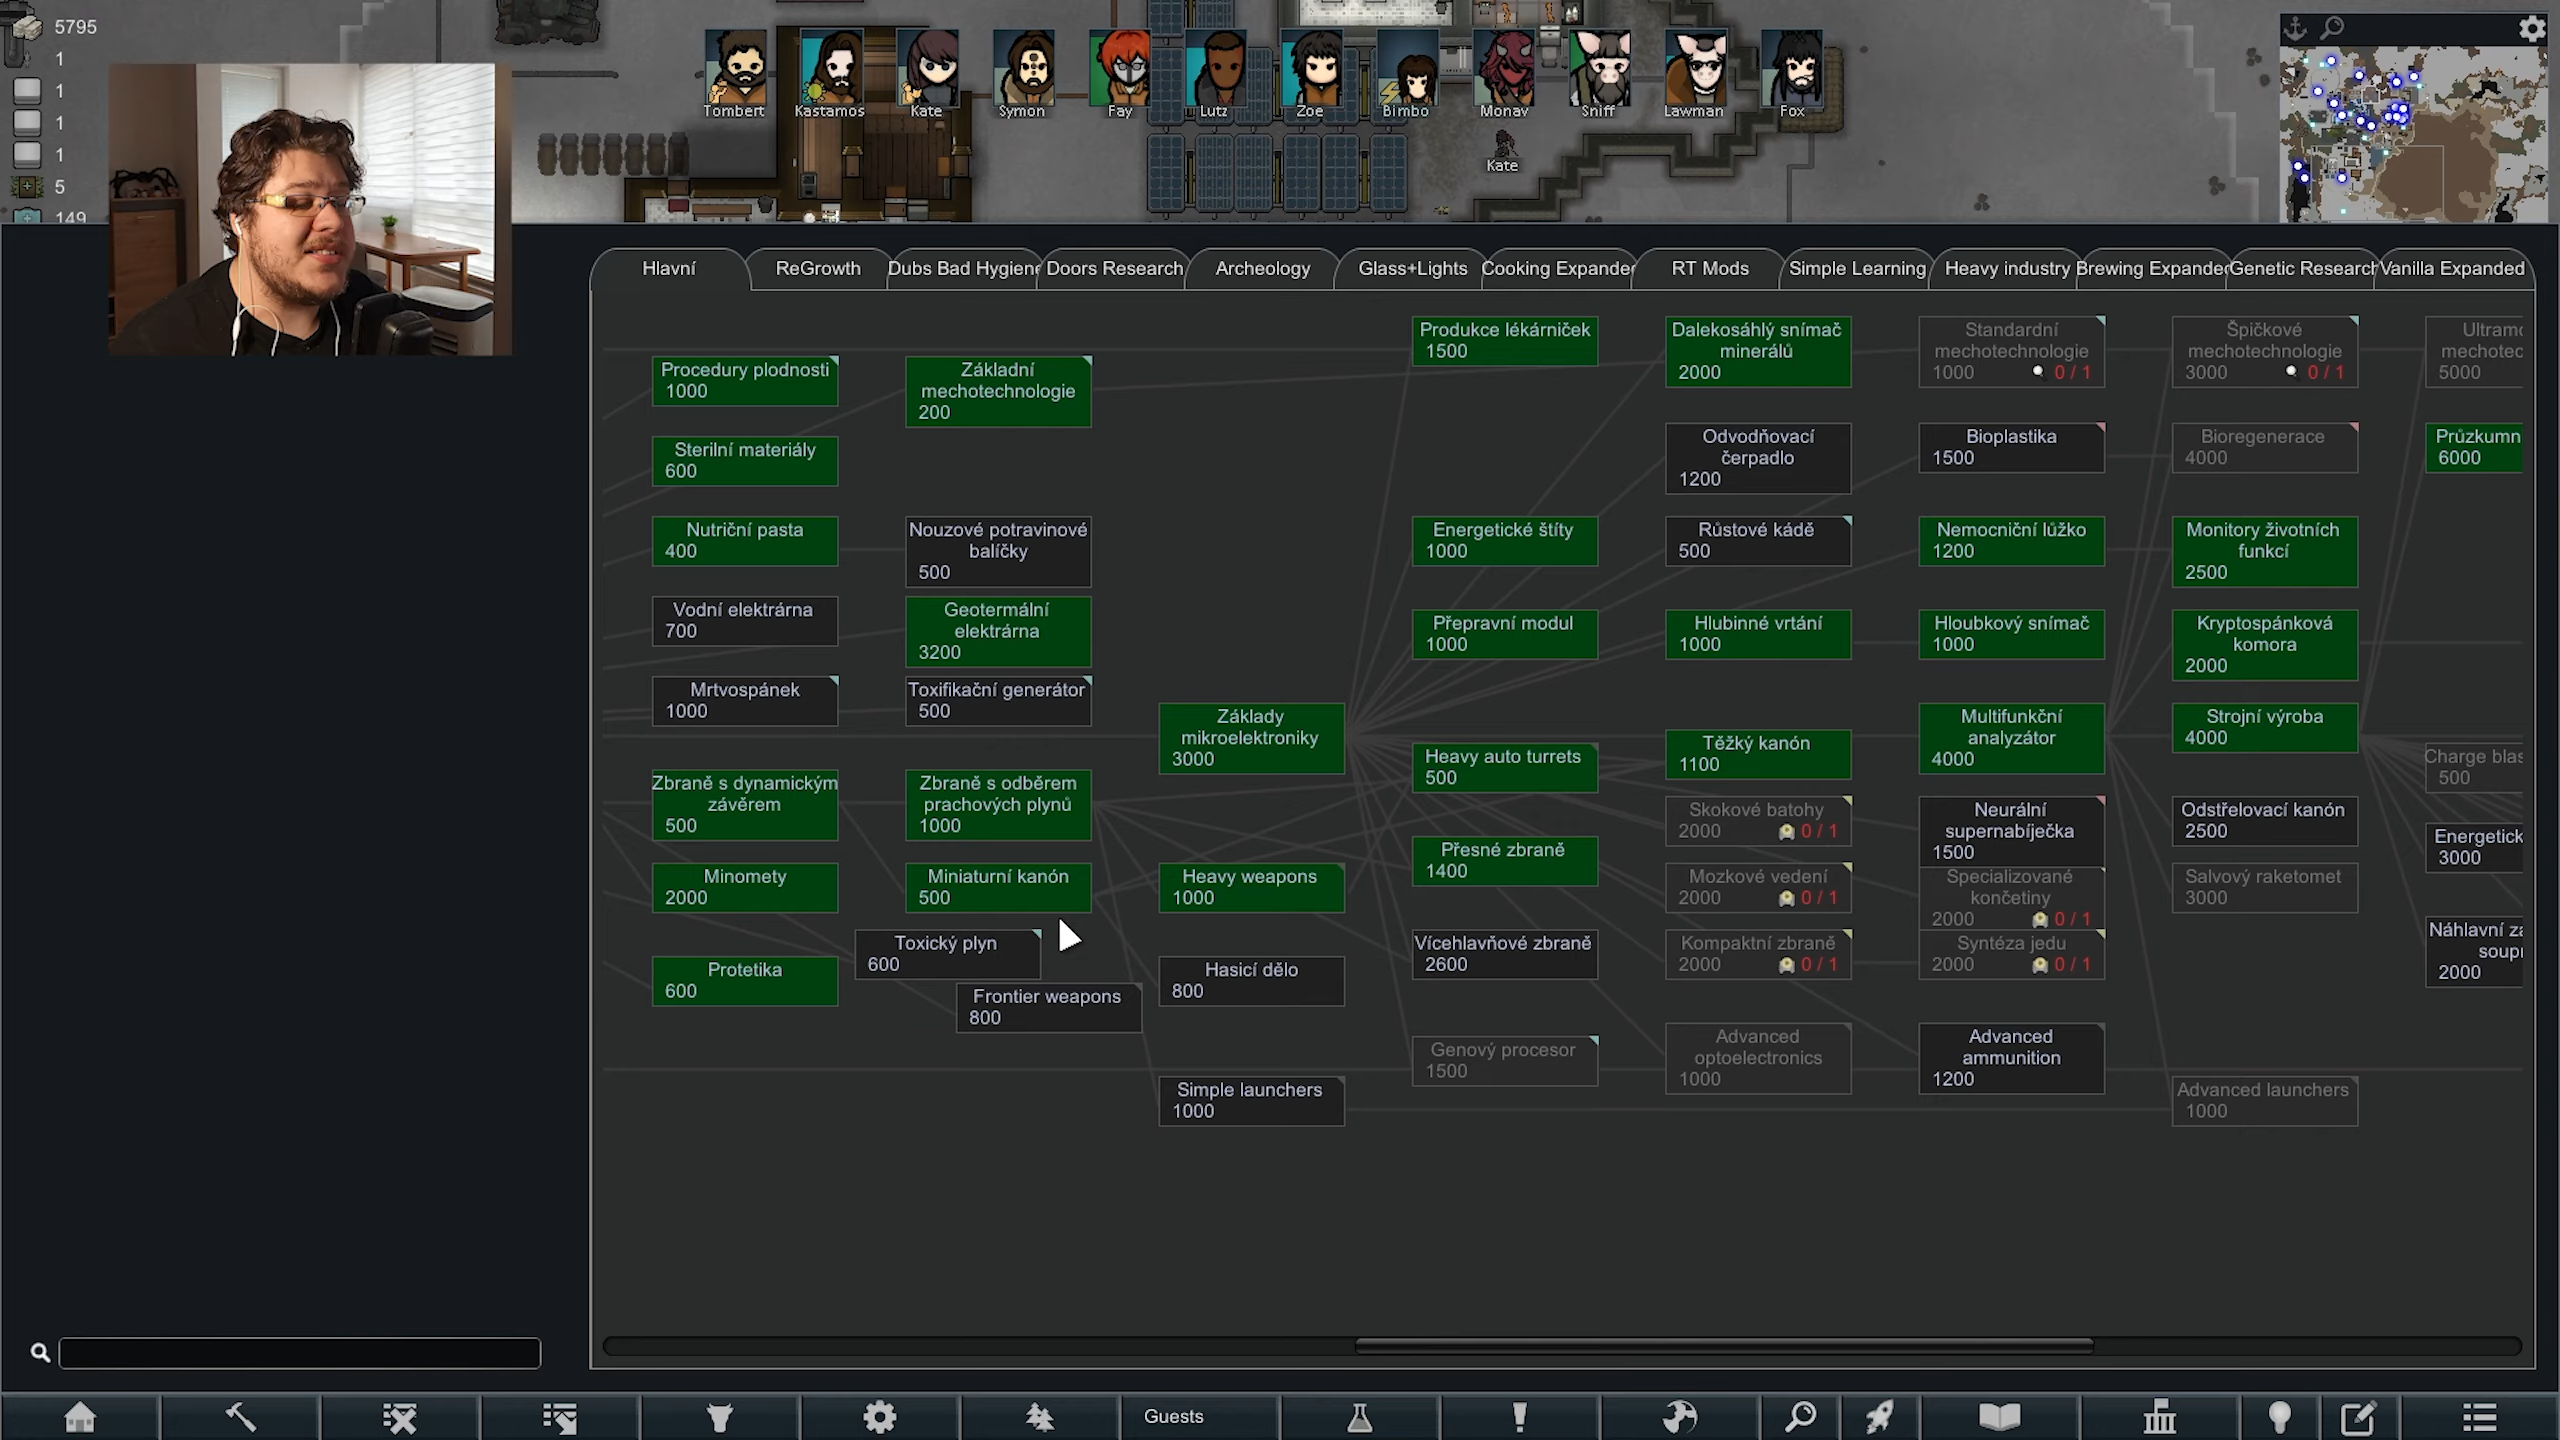 5795
1
1
1
1
5
149
Tombert
Kastamos
Kate
Symon
Fay
Lutz
Zoe
Bimbo
Monav
Sniff
Lawman
Fox
Kate
Hlavní
ReGrowth
Dubs Bad Hygiene
Doors Research
Archeology
Glass+Lights
Cooking Expanded
RT Mods
Simple Learning
Heavy industry
Brewing Expanded
Genetic Research
Vanilla Expanded
Procedury plodnosti
1000
Sterilní materiály
600
Nutriční pasta
400
Vodní elektrárna
700
Mrtvospánek
1000
Zbraně s dynamickým
závěrem
500
Minomety
2000
Protetika
600
Základní
mechotechnologie
200
Nouzové potravinové
balíčky
500
Geotermální
elektrárna
3200
Toxifikační generátor
500
Zbraně s odběrem
prachových plynů
1000
Miniaturní kanón
500
Toxický plyn
600
Frontier weapons
800
Základy
mikroelektroniky
3000
Heavy weapons
1000
Hasicí dělo
800
Simple launchers
1000
Produkce lékárniček
1500
Energetické štíty
1000
Přepravní modul
1000
Heavy auto turrets
500
Přesné zbraně
1400
Vícehlavňové zbraně
2600
Genový procesor
1500
Dalekosáhlý snímač
minerálů
2000
Odvodňovací
čerpadlo
1200
Růstové kádě
500
Hlubinné vrtání
1000
Těžký kanón
1100
Skokové batohy
2000 0 / 1
Mozkové vedení
2000 0 / 1
Kompaktní zbraně
2000 0 / 1
Advanced
optoelectronics
1000
Standardní
mechotechnologie
1000 0 / 1
Bioplastika
1500
Nemocniční lůžko
1200
Hloubkový snímač
1000
Multifunkční
analyzátor
4000
Neurální
supernabíječka
1500
Specializované
končetiny
2000 0 / 1
Syntéza jedu
2000 0 / 1
Advanced
ammunition
1200
Špičkové
mechotechnologie
3000 0 / 1
Bioregenerace
4000
Monitory životních
funkcí
2500
Kryptospánková
komora
2000
Strojní výroba
4000
Odstřelovací kanón
2500
Salvový raketomet
3000
Advanced launchers
1000
Ultramo
mechotec
5000
Průzkumn
6000
Charge blas
500
Energetick
3000
Náhlavní za
soupr
2000
Guests